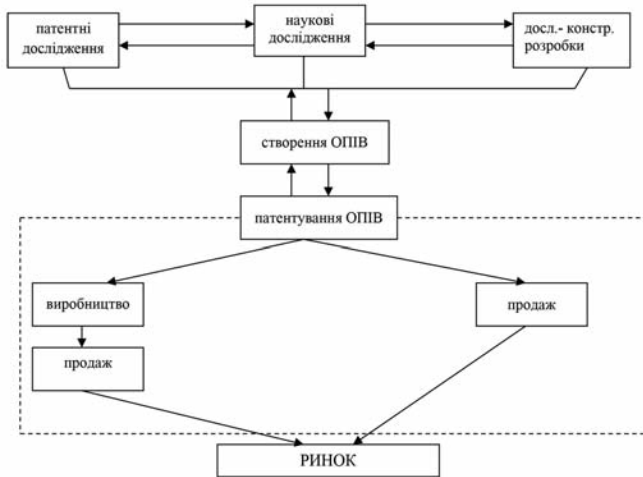 патентні
дослідження
наукові
дослідження
досл.- констр.
розробки
створення ОПІВ
патентування ОПІВ
виробництво
продаж
продаж
РИНОК